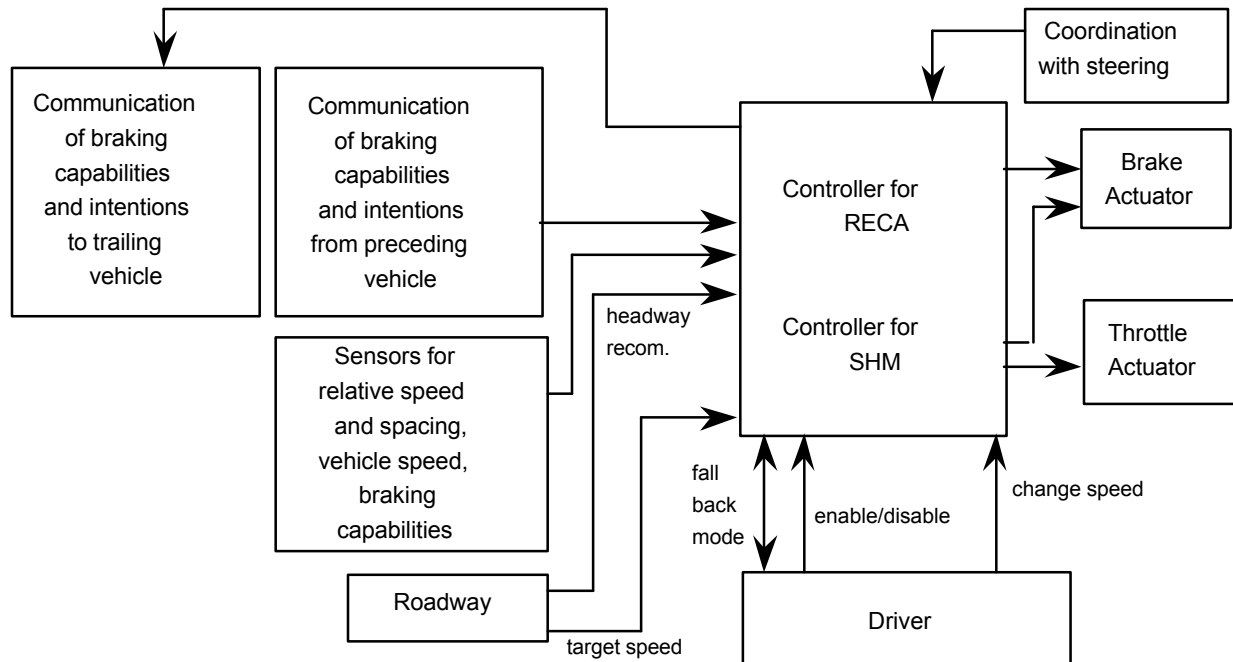 Communication
of braking
capabilities
and intentions
to trailing
vehicle
Communication
of braking
capabilities
and intentions
from preceding
vehicle
Coordination
with steering
Controller for
RECA
Controller for
SHM
Brake
Actuator
Throttle
Actuator
headway
recom.
Sensors for
relative speed
and spacing,
vehicle speed,
braking
capabilities
fall
back
mode
enable/disable
change speed
Roadway
target speed
Driver